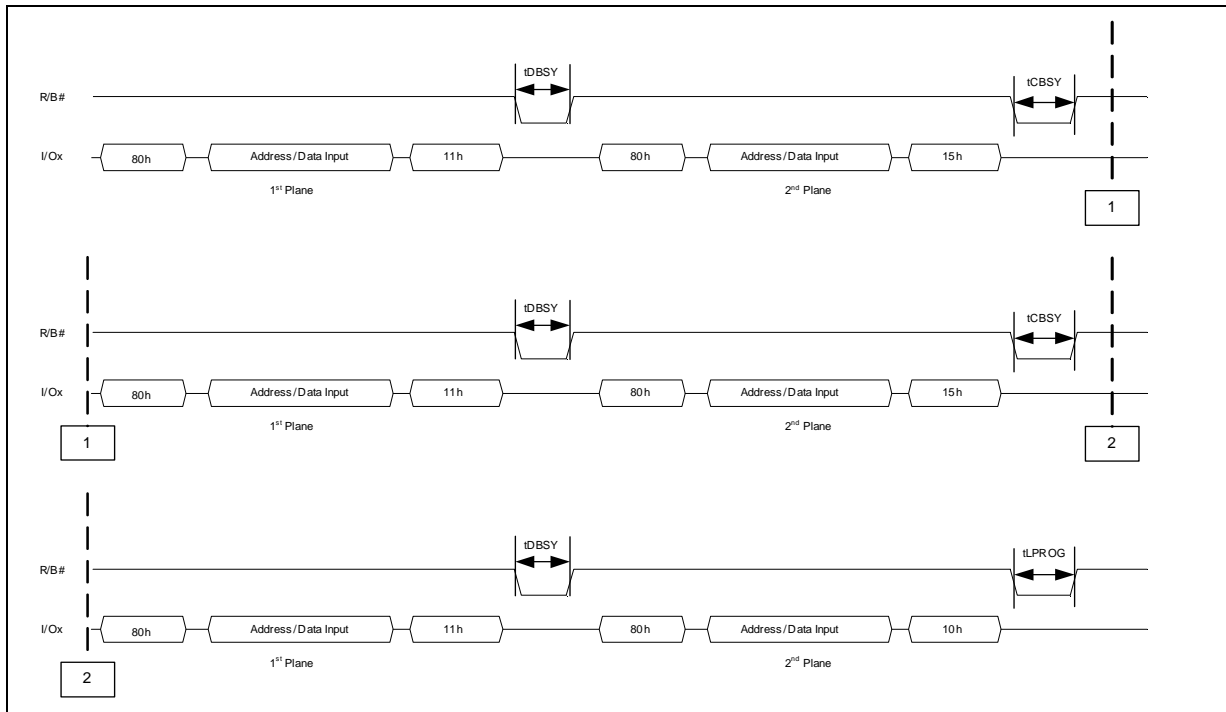 tDBSY
tCBSY
R/B#
I/Ox
80h
Address/Data Input
11h
80h
Address/Data Input
15h
1st Plane
2nd Plane
1
tDBSY
tCBSY
R/B#
I/Ox
80h
Address/Data Input
11h
80h
Address/Data Input
15h
1st Plane
2nd Plane
1
2
tDBSY
tLPROG
R/B#
I/Ox
80h
Address/Data Input
11h
80h
Address/Data Input
10h
1st Plane
2nd Plane
2